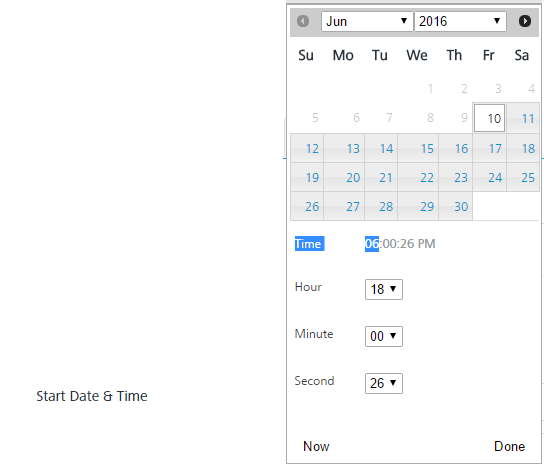 Jun 2016
Su Mo Tu We Th Fr Sa
1 2 3 4
5 6 7 8 9 10 11
12 13 14 15 16 17 18
19 20 21 22 23 24 25
26 27 28 29 30
Time 06:00:26 PM
Hour 18
Minute 00
Second 26
Start Date & Time
Now Done